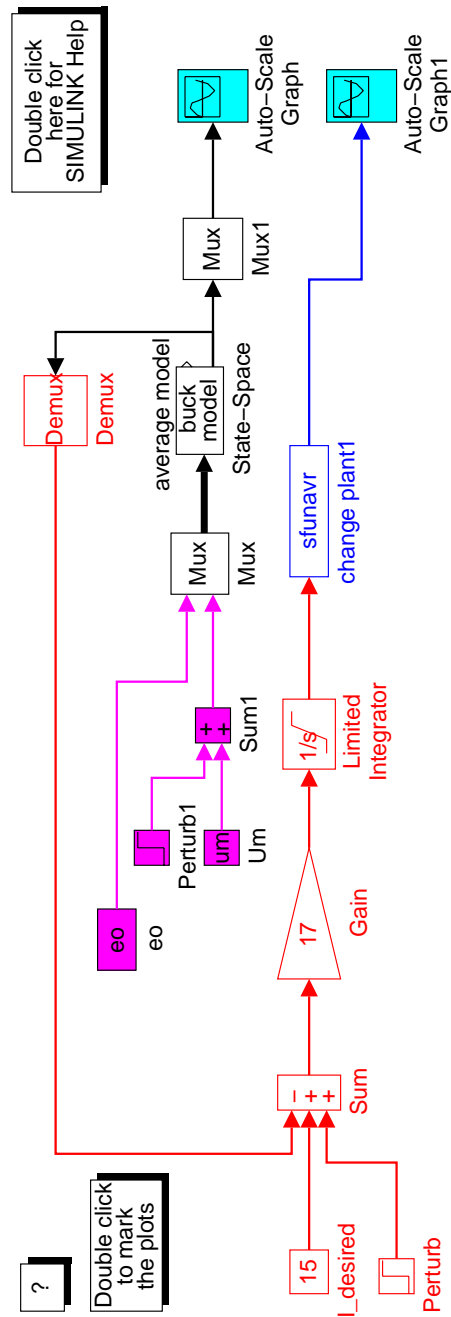 ?
Double click
to mark
the plots
Double click
here for
SIMULINK Help
Demux
Demux
eo
eo
Perturb1
um
Um
+
+
Sum1
Mux
Mux
average model
buck
model
State−Space
Mux
Mux1
Auto−Scale
Graph
15
I_desired
Perturb
−
+
+
Sum
17
Gain
1/s
Limited
Integrator
sfunavr
change plant1
Auto−Scale
Graph1